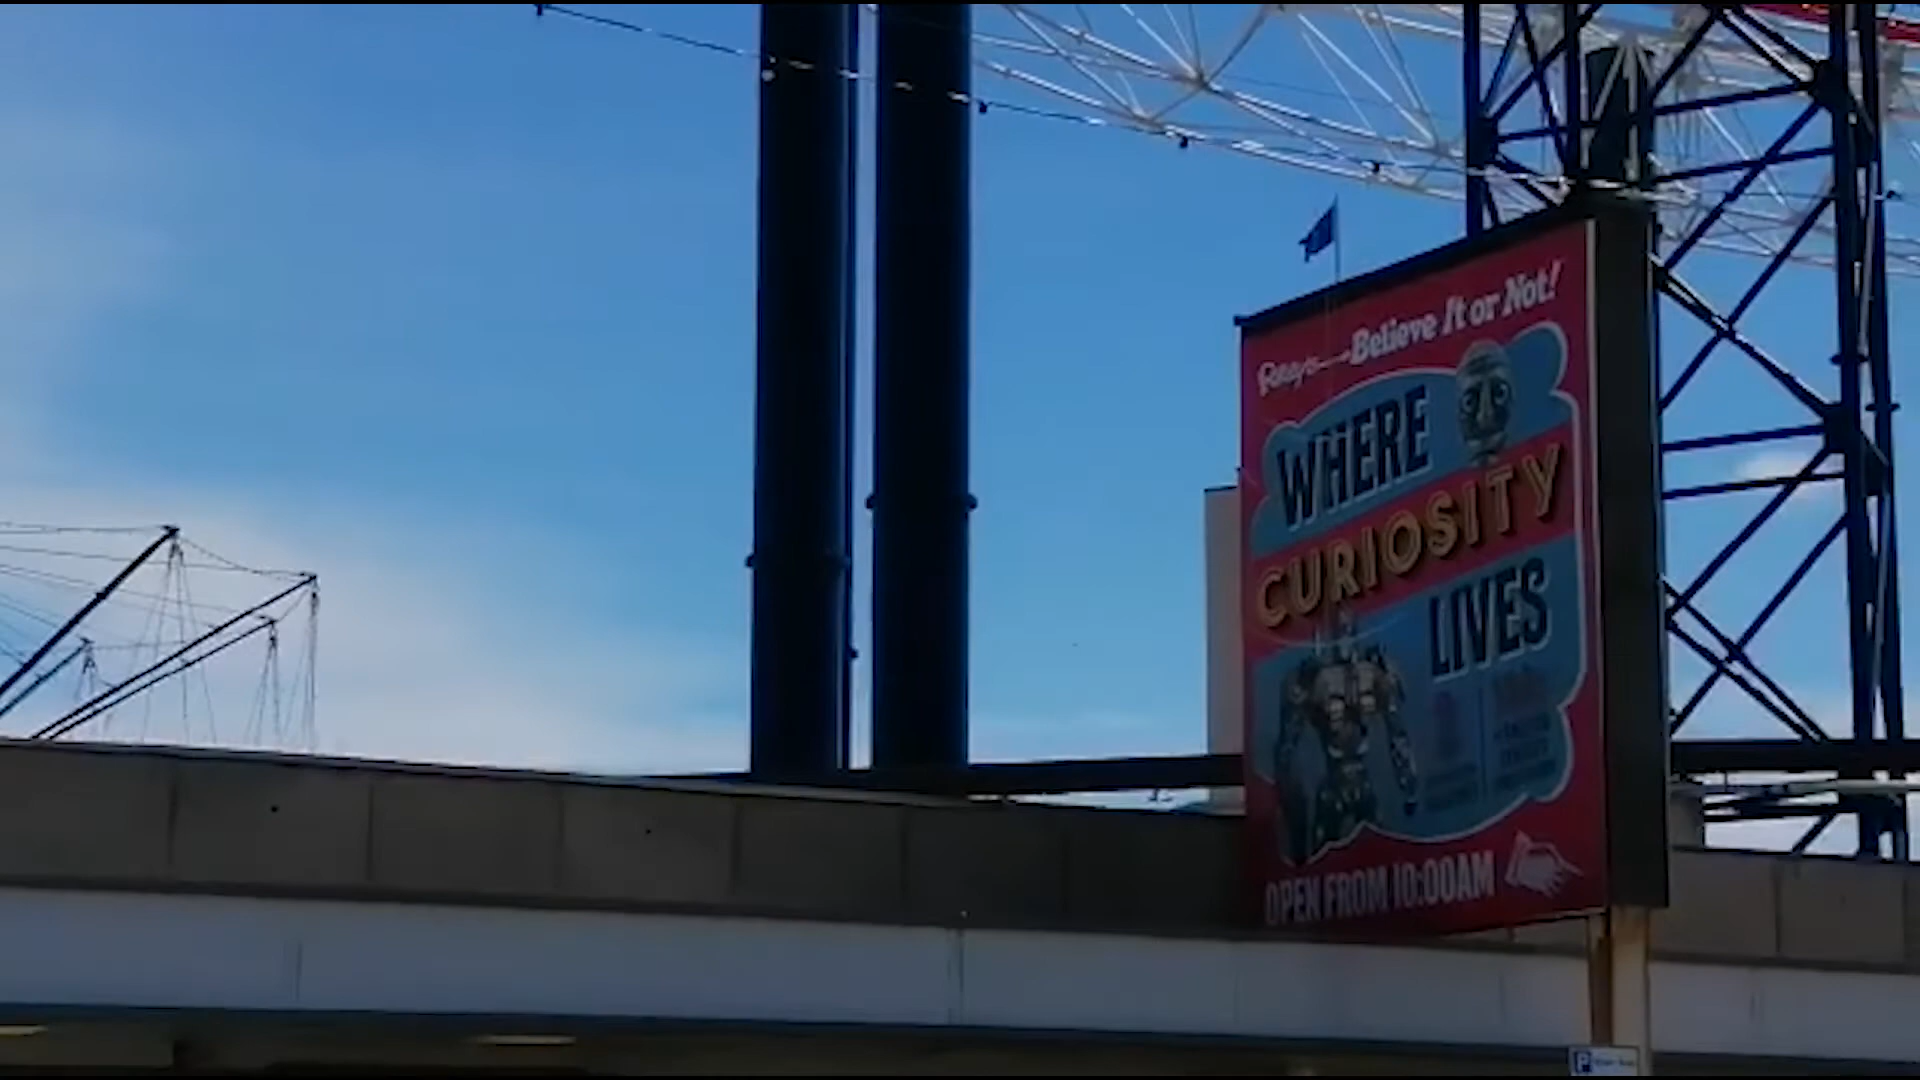 Ripley's Believe It or Not!
WHERE
CURIOSITY
LIVES
OPEN FROM 10:00AM
P